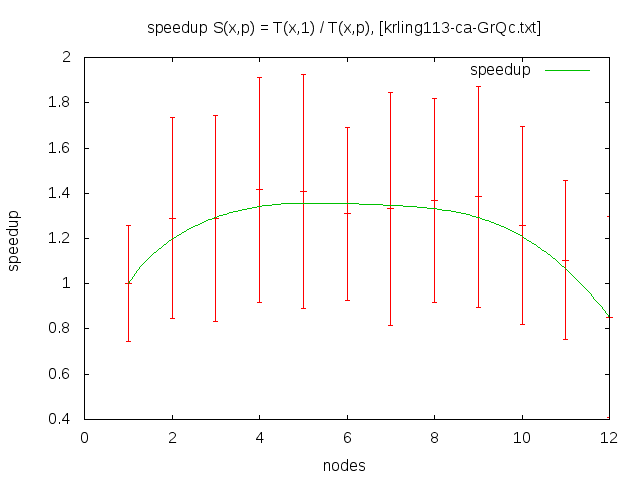 speedup S(x,p) = T(x,1) / T(x,p), [krling113-ca-GrQc.txt]
speedup
2
1.8
1.6
1.4
1.2
1
0.8
0.6
0.4
speedup
0 2 4 6 8 10 12
nodes